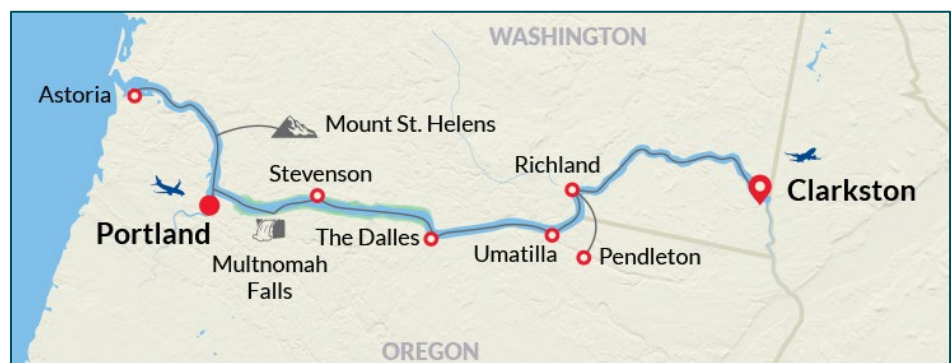 WASHINGTON
Astoria
Mount St. Helens
Stevenson
Richland
Clarkston
Portland
The Dalles
Multnomah
Falls
Umatilla
Pendleton
OREGON